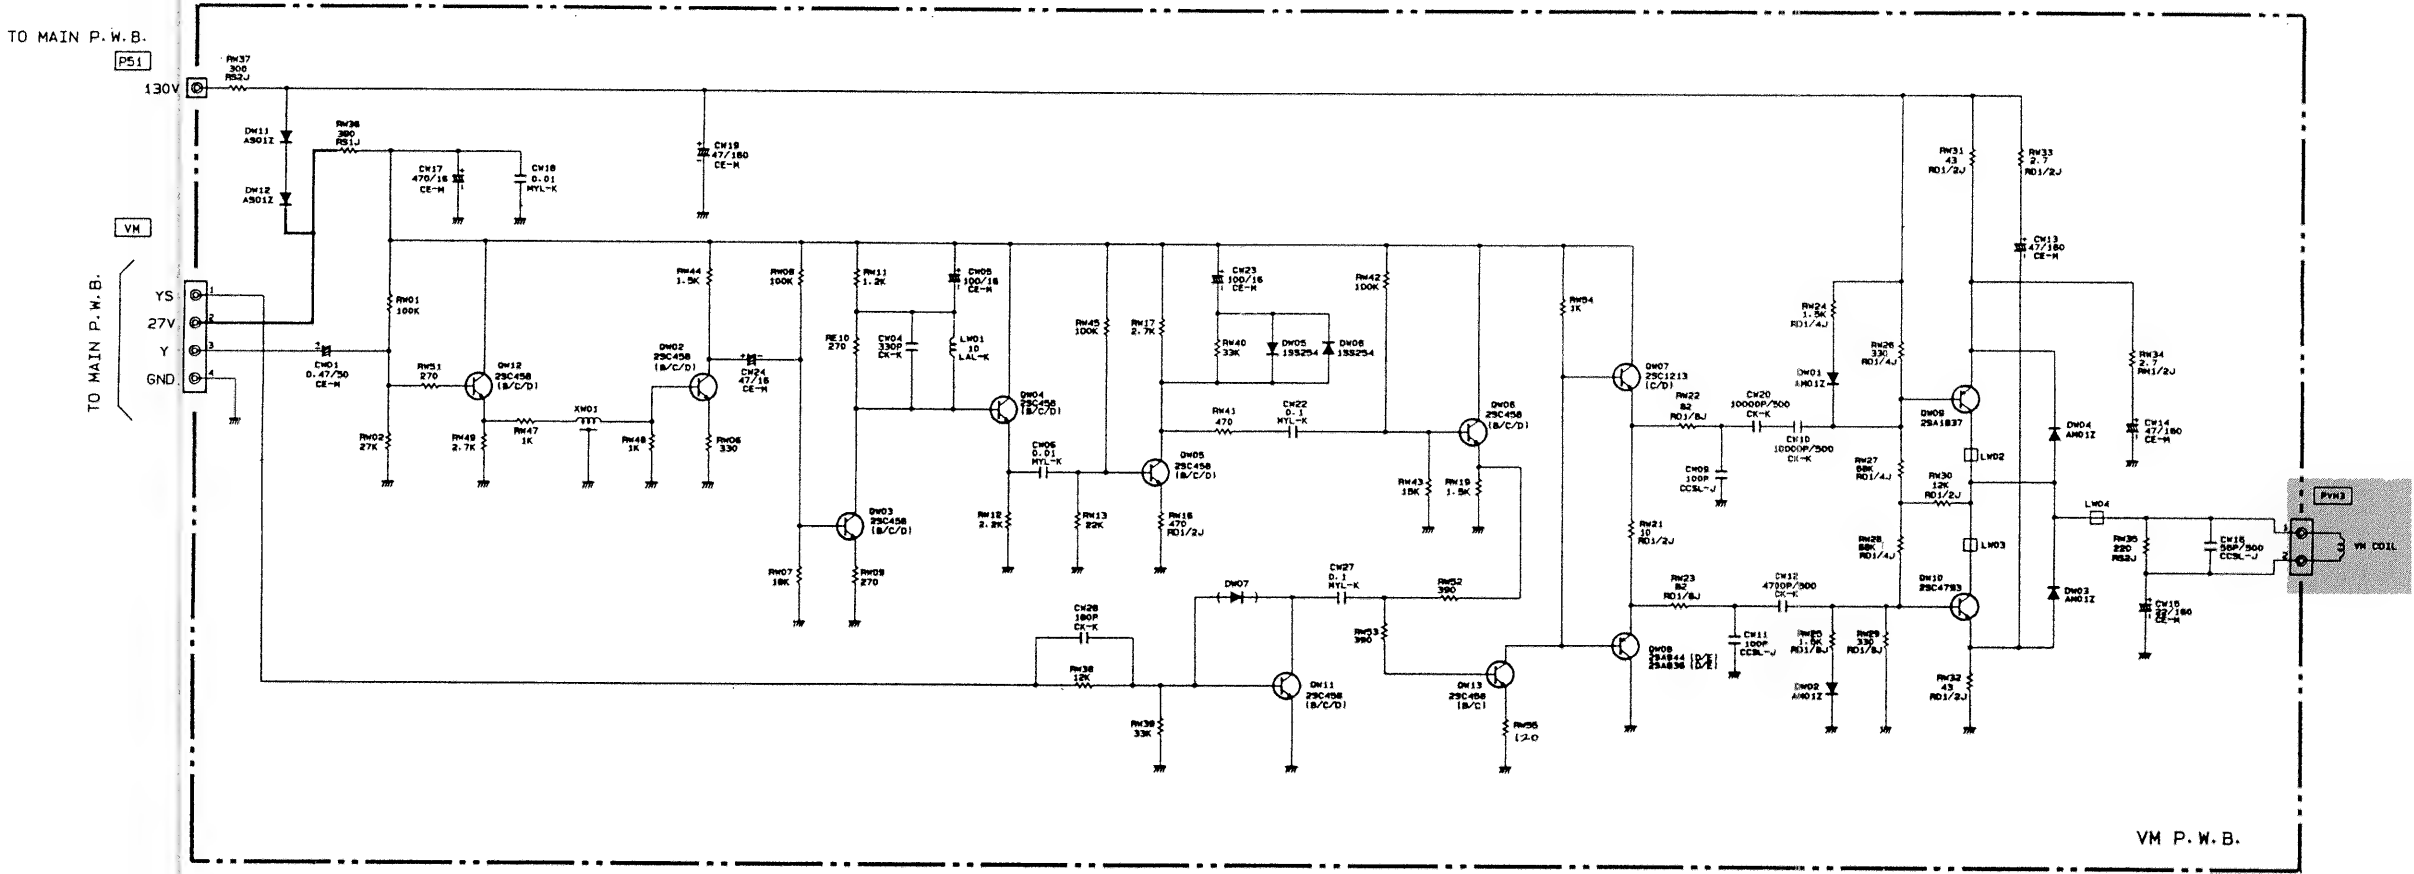 TO MAIN P.W.B.
P51
130V
RW37
300
RS2J
DW11
AS01Z
DW12
AS01Z
RW36
390
RS1J
CW17
470/16
CE-M
CW18
0.01
MYL-K
CW19
47/160
CE-M
VM
TO MAIN P.W.B.
YS
1
27V
2
Y
3
GND
4
CW01
0.47/50
CE-M
RW01
100K
RW02
27K
RW51
270
QW12
2SC458
(B/C/D)
RW49
2.7K
RW47
1K
XW01
RW48
1K
QW02
2SC458
(B/C/D)
RW44
1.5K
RW06
330
CW24
47/16
CE-M
RW08
100K
RW07
18K
QW03
2SC458
(B/C/D)
RW09
270
RW11
1.2K
RE10
270
CW04
330P
CK-K
LW01
10
LAL-K
CW05
100/16
CE-M
QW04
2SC458
(B/C/D)
RW12
2.2K
CW06
0.01
MYL-K
RW13
22K
RW45
100K
RW17
2.7K
QW05
2SC458
(B/C/D)
RW16
470
RD1/2J
CW23
100/16
CE-M
RW40
33K
DW05
1SS254
DW06
1SS254
RW41
470
CW22
0.1
MYL-K
RW42
100K
RW43
15K
QW06
2SC458
(B/C/D)
RW19
1.5K
RW54
1K
QW07
2SC1213
(C/D)
RW21
10
RD1/2J
QW08
2SA844 (D/E)
2SA836 (D/E)
RW22
82
RD1/8J
CW09
100P
CCSL-J
CW20
10000P/500
CK-K
CW10
10000P/500
CK-K
RW24
1.5K
RD1/4J
DW01
AM01Z
RW26
330
RD1/4J
RW27
68K
RD1/4J
RW28
68K
RD1/4J
RW30
12K
RD1/2J
RW31
43
RD1/2J
RW33
2.7
RD1/2J
CW13
47/160
CE-M
QW09
2SA1837
LW02
LW03
QW10
2SC4793
DW04
AM01Z
DW03
AM01Z
RW34
2.7
RM1/2J
CW14
47/160
CE-M
LW04
RW35
220
RS2J
CW16
56P/500
CCSL-J
CW15
22/160
CE-M
PVM3
1
2
VM COIL
RW23
82
RD1/8J
CW11
100P
CCSL-J
CW12
4700P/500
CK-K
RW25
1.5K
RD1/8J
DW02
AM01Z
RW29
330
RD1/8J
RW32
43
RD1/2J
CW28
180P
CK-K
RW38
12K
RW39
33K
DW07
QW11
2SC458
(B/C/D)
CW27
0.1
MYL-K
RW52
390
RW53
390
QW13
2SC458
(B/C)
RW55
120
VM P.W.B.